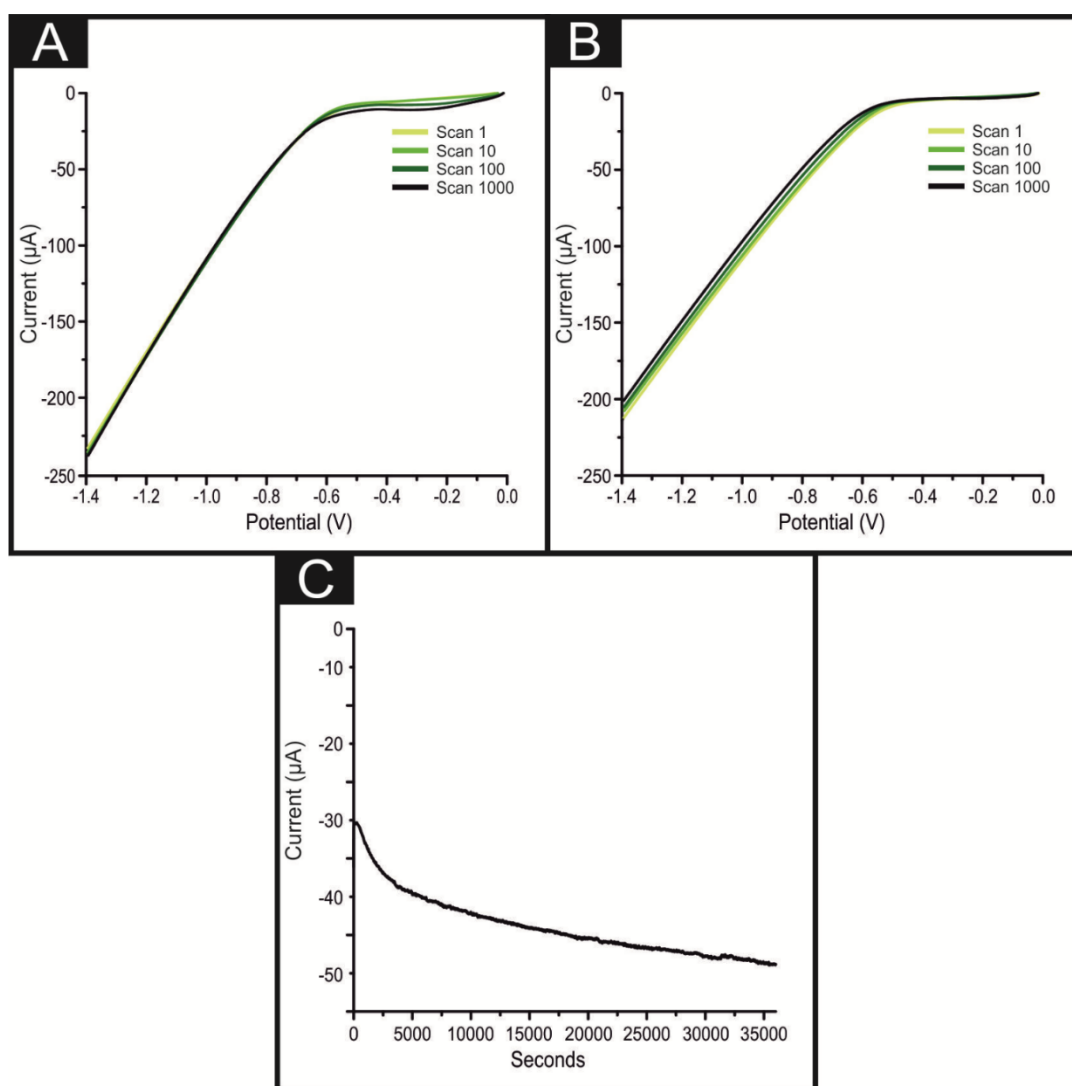 A
0
-50
-100
-150
-200
-250
Current (µA)
-1.4
-1.2
-1.0
-0.8
-0.6
-0.4
-0.2
0.0
Potential (V)
Scan 1
Scan 10
Scan 100
Scan 1000
B
0
-50
-100
-150
-200
-250
Current (µA)
-1.4
-1.2
-1.0
-0.8
-0.6
-0.4
-0.2
0.0
Potential (V)
Scan 1
Scan 10
Scan 100
Scan 1000
C
0
-10
-20
-30
-40
-50
Current (µA)
0
5000
10000
15000
20000
25000
30000
35000
Seconds